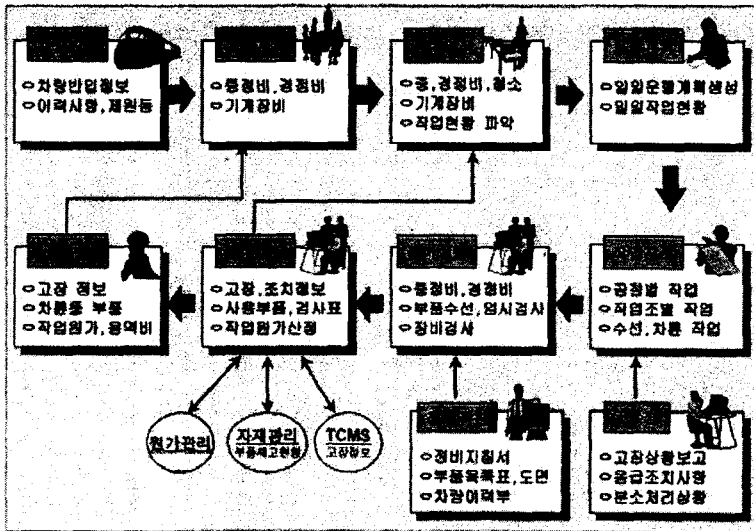 차량반입정보
이력사항, 제원등
중정비, 경정비
기계장비
중, 경정비, 청소
기계장비
작업현황 파악
일일운행계획생성
일일작업현황
고장 정보
차륜등 부품
작업원가, 용역비
고장, 조치정보
사용부품, 검사표
작업원가산정
중정비, 경정비
부품수선, 임시검사
장비검사
공정별 작업
작업조별 작업
수선, 차륜 작업
원가관리
자재관리
부품재고현황
TCMS
고장정보
정비지침서
부품목록표, 도면
차량이력부
고장상황보고
응급조치사항
분소처리상황